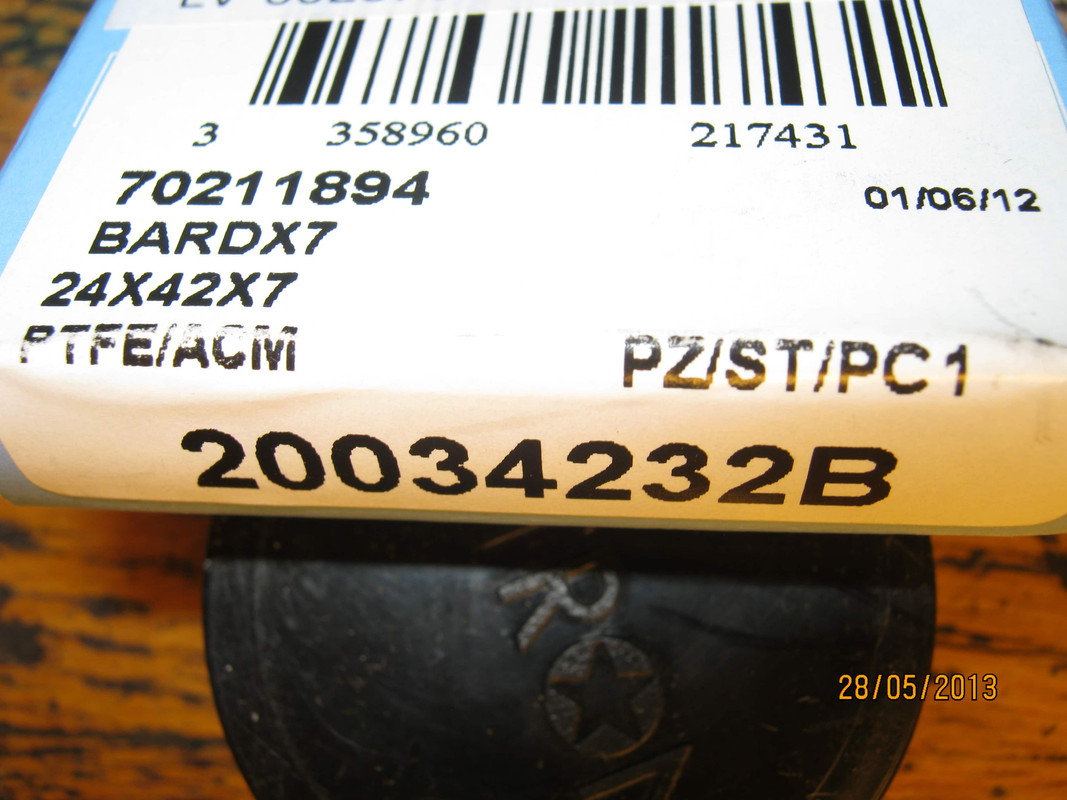 3 358960 217431
70211894
01/06/12
BARDX7
24X42X7
PTFE/ACM PZ/ST/PC1
20034232B
28/05/2013